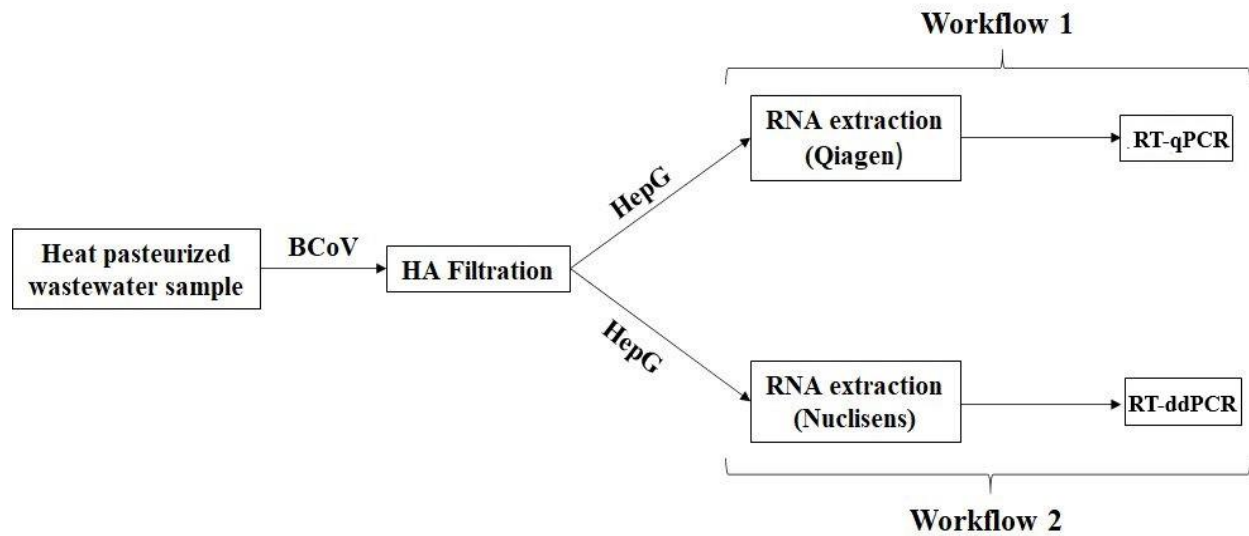 Workflow 1
RNA extraction
(Qiagen)
RT-qPCR
HepG
Heat pasteurized
wastewater sample
BCoV
HA Filtration
HepG
RNA extraction
(Nuclisens)
RT-ddPCR
Workflow 2